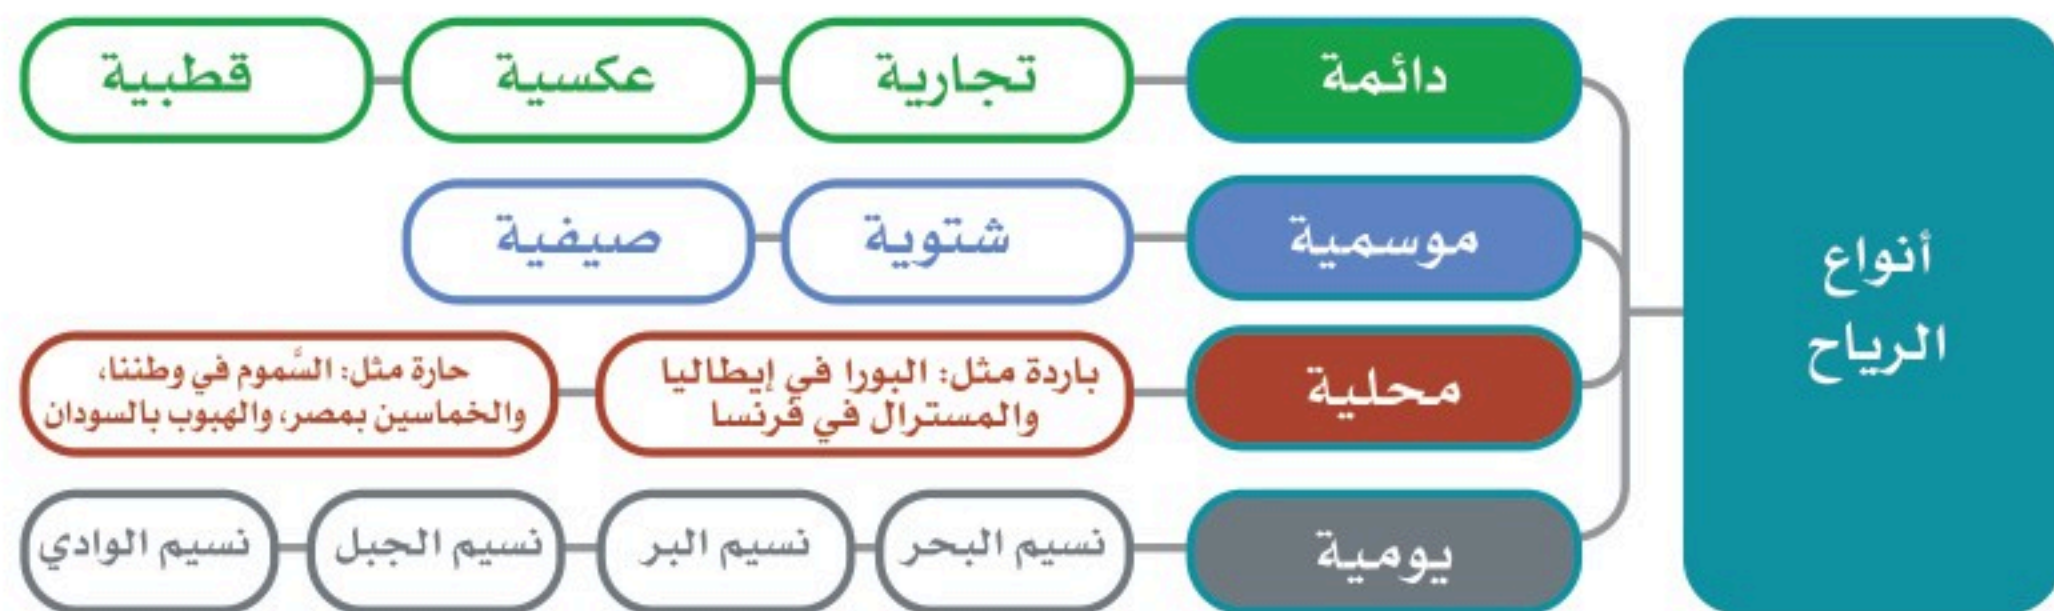 أنواع
الرياح
دائمة
تجارية
عكسية
قطبية
موسمية
شتوية
صيفية
محلية
باردة مثل: البورا في إيطاليا
والمسترال في فرنسا
حارة مثل: السَّموم في وطننا،
والخماسين بمصر، والهبوب بالسودان
يومية
نسيم البحر
نسيم البر
نسيم الجبل
نسيم الوادي